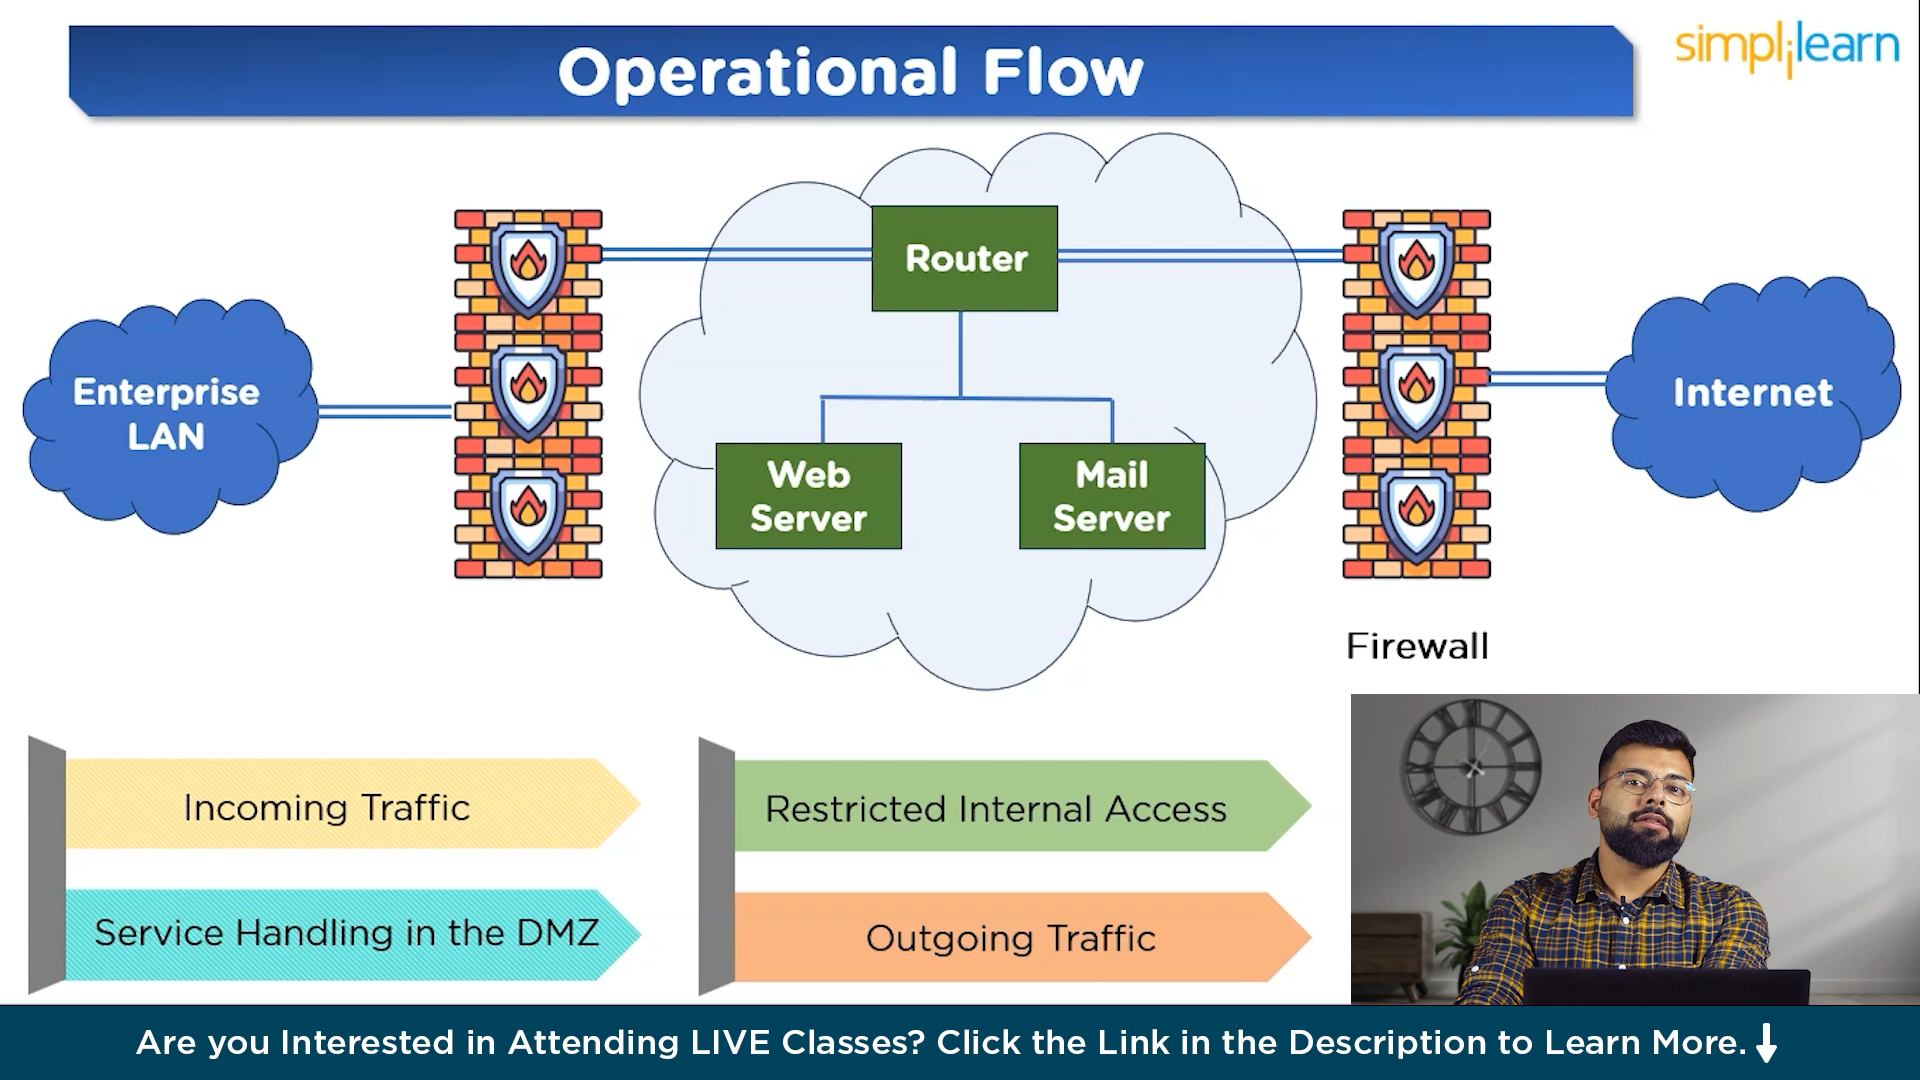 Operational Flow
simplilearn
Router
Enterprise
LAN
Internet
Web
Server
Mail
Server
Firewall
Incoming Traffic
Restricted Internal Access
Service Handling in the DMZ
Outgoing Traffic
Are you Interested in Attending LIVE Classes? Click the Link in the Description to Learn More.